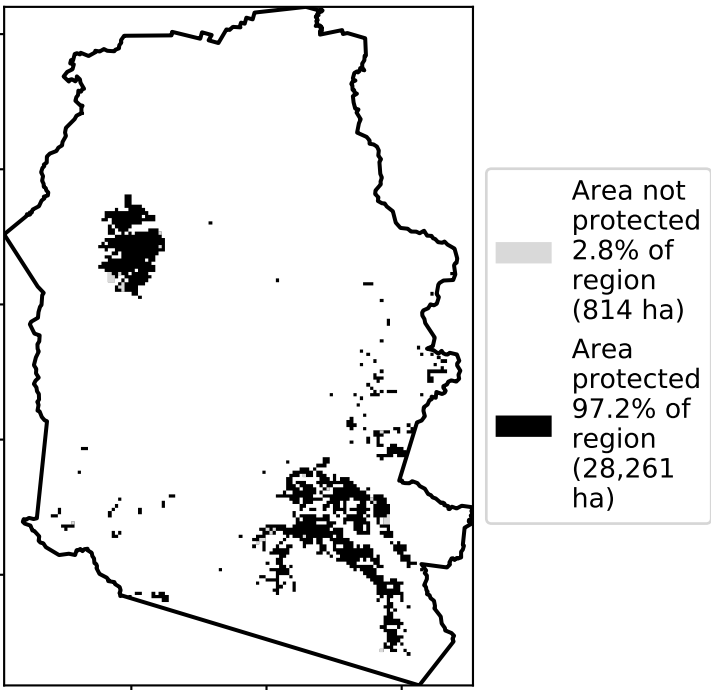 Area not
protected
2.8% of
region
(814 ha)
Area
protected
97.2% of
region
(28,261
ha)